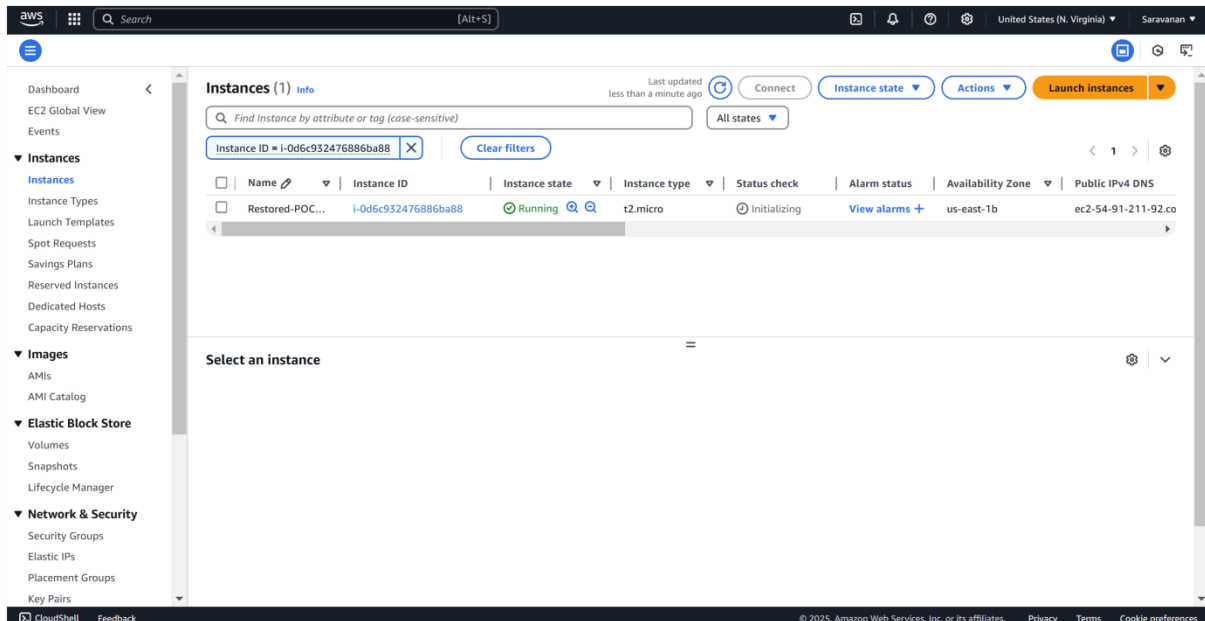 aws Search [Alt+S] United States (N. Virginia) Saravanan
Dashboard
EC2 Global View
Events
Instances
Instances
Instance Types
Launch Templates
Spot Requests
Savings Plans
Reserved Instances
Dedicated Hosts
Capacity Reservations
Images
AMIs
AMI Catalog
Elastic Block Store
Volumes
Snapshots
Lifecycle Manager
Network & Security
Security Groups
Elastic IPs
Placement Groups
Key Pairs
Instances (1) Info
Last updated
less than a minute ago
Connect Instance state Actions Launch instances
Find Instance by attribute or tag (case-sensitive) All states
Instance ID = i-0d6c932476886ba88 Clear filters 1
Name Instance ID Instance state Instance type Status check Alarm status Availability Zone Public IPv4 DNS
Restored-POC... i-0d6c932476886ba88 Running t2.micro Initializing View alarms + us-east-1b ec2-54-91-211-92.co
Select an instance
CloudShell Feedback © 2025, Amazon Web Services, Inc. or its affiliates. Privacy Terms Cookie preferences